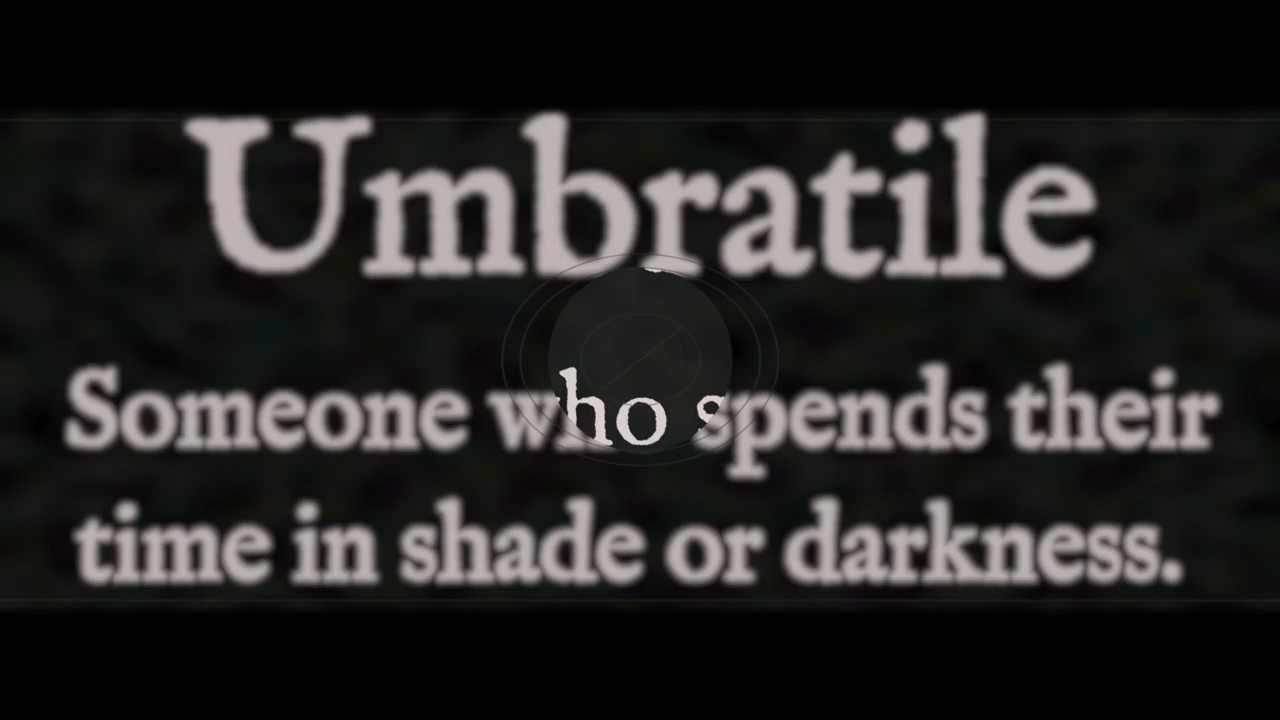 Umbratile
Someone who spends their
time in shade or darkness.